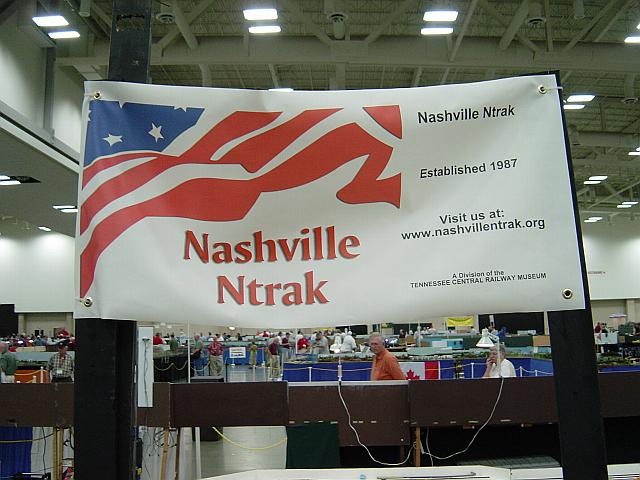 Nashville Ntrak
Established 1987
Visit us at:
www.nashvillentrak.org
A Division of the
TENNESSEE CENTRAL RAILWAY MUSEUM
Nashville
Ntrak